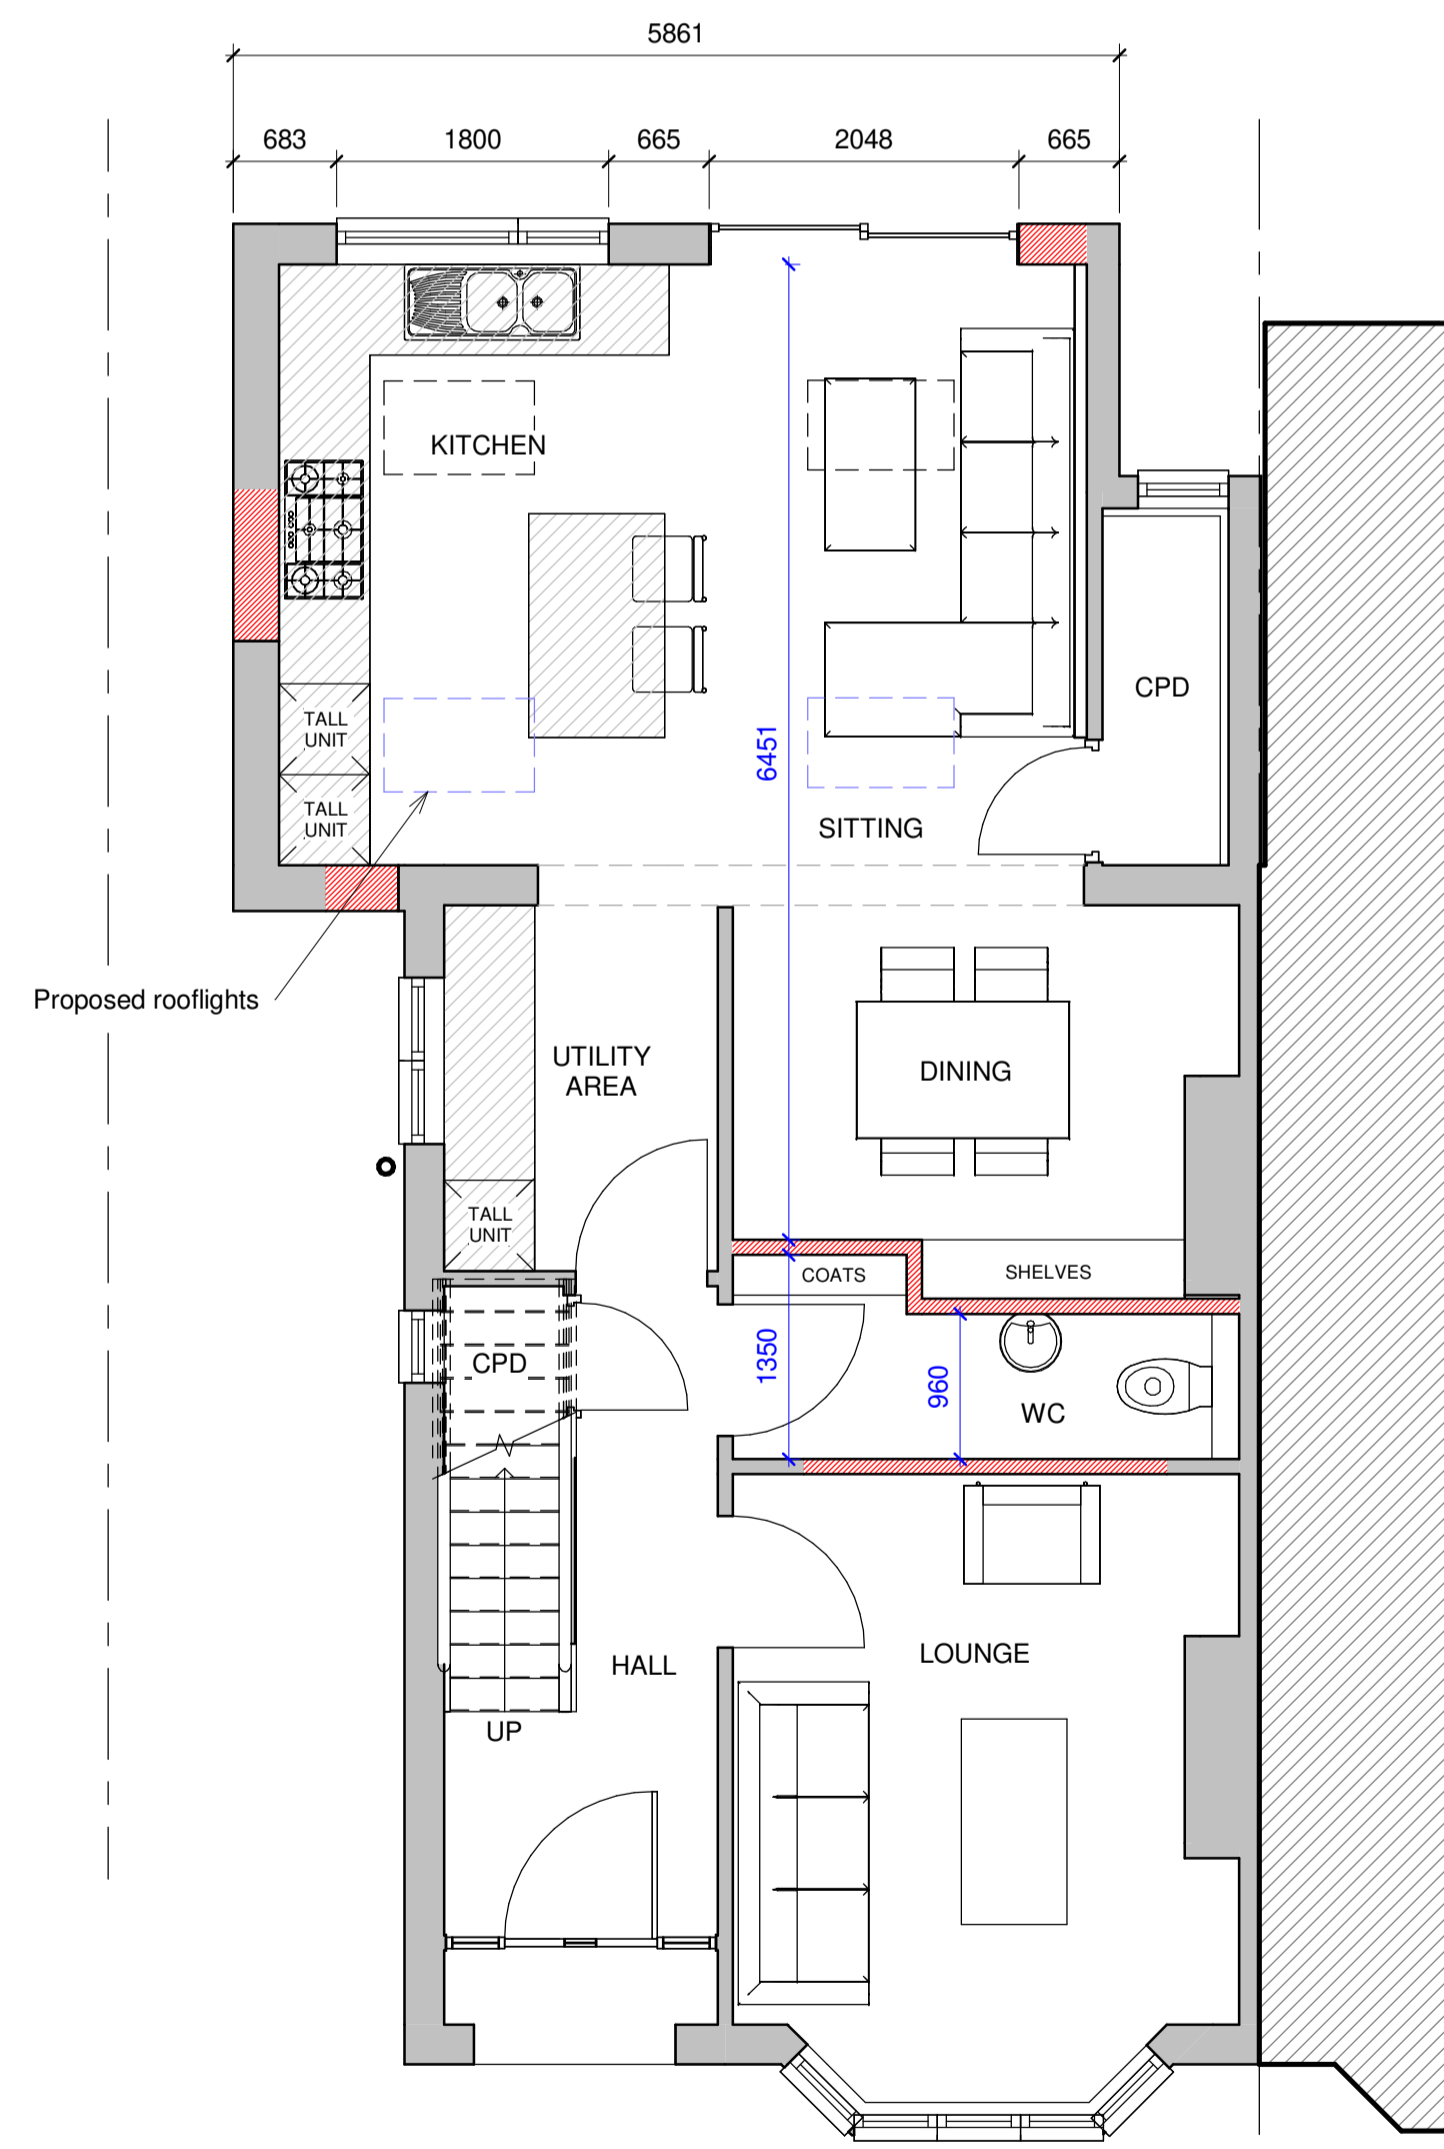 5861
683
1800
665
2048
665
KITCHEN
CPD
TALL
UNIT
6451
TALL
UNIT
SITTING
Proposed rooflights
UTILITY
AREA
DINING
TALL
UNIT
COATS
SHELVES
CPD
1350
960
WC
LOUNGE
HALL
UP